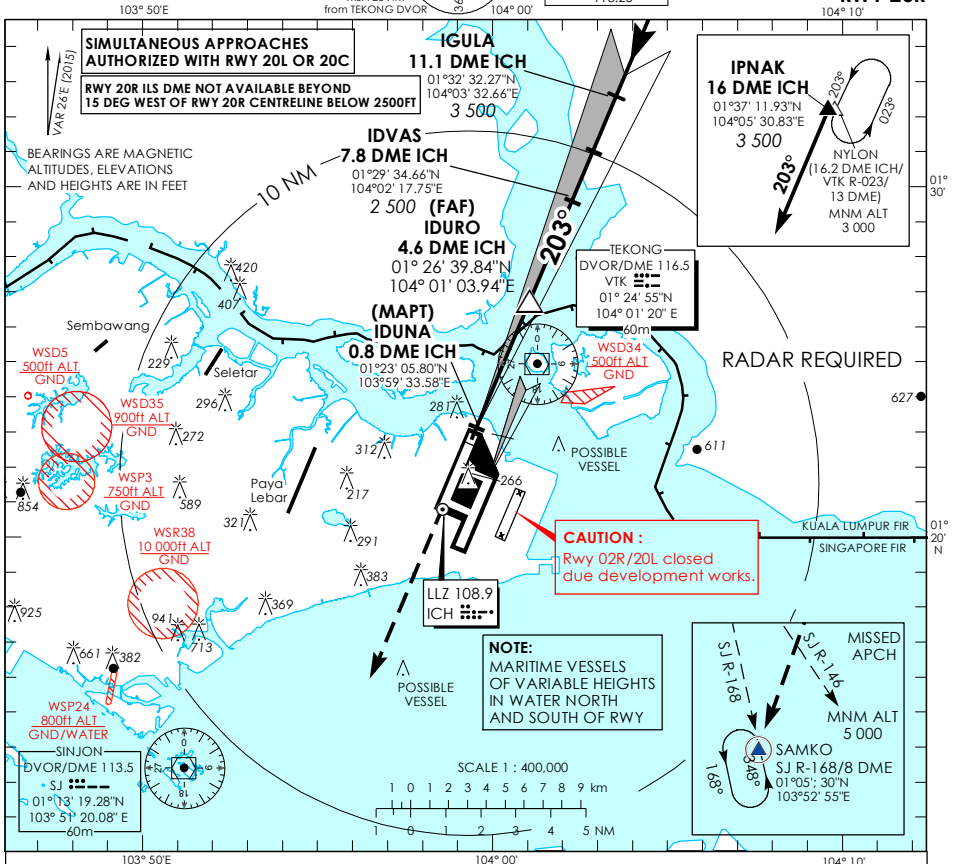 103° 50'E
from TEKONG DVOR
104° 00'
104° 10'
SIMULTANEOUS APPROACHES
AUTHORIZED WITH RWY 20L OR 20C
RWY 20R ILS DME NOT AVAILABLE BEYOND
15 DEG WEST OF RWY 20R CENTRELINE BELOW 2500FT
VAR 26'E (2015)
BEARINGS ARE MAGNETIC
ALTITUDES, ELEVATIONS
AND HEIGHTS ARE IN FEET
IGULA
11.1 DME ICH
01°32' 32.27"N
104°03' 32.66"E
3 500
IDVAS
7.8 DME ICH
01°29' 34.66"N
104°02' 17.75"E
2 500
(FAF)
IDURO
4.6 DME ICH
01° 26' 39.84"N
104° 01' 03.94"E
(MAPT)
IDUNA
0.8 DME ICH
01°23' 05.80"N
103°59' 33.58"E
10 NM
203°
IPNAK
16 DME ICH
01°37' 11.93"N
104°05' 30.83"E
3 500
203°
023°
NYLON
(16.2 DME ICH/
VTK R-023/
13 DME)
MNM ALT
3 000
01°
30'
TEKONG
DVOR/DME 116.5
VTK
01° 24' 55"N
104° 01' 20" E
60m
RADAR REQUIRED
WSD34
500ft ALT
GND
420
407
Sembawang
229
Seletar
296
WSD5
500ft ALT
GND
WSD35
900ft ALT
GND
272
WSP3
750ft ALT
GND
854
589
281
312
217
Paya
Lebar
321
291
383
369
266
627
611
POSSIBLE
VESSEL
KUALA LUMPUR FIR
SINGAPORE FIR
01°
20'
N
CAUTION :
Rwy 02R/20L closed
due development works.
WSR38
10 000ft ALT
GND
925
941
713
661
382
LLZ 108.9
ICH
NOTE:
MARITIME VESSELS
OF VARIABLE HEIGHTS
IN WATER NORTH
AND SOUTH OF RWY
POSSIBLE
VESSEL
WSP24
800ft ALT
GND/WATER
SINJON
DVOR/DME 113.5
SJ
01° 13' 19.28"N
103° 51' 20.08" E
60m
SCALE 1 : 400,000
1 0 1 2 3 4 5 6 7 8 9 km
1 0 1 2 3 4 5 NM
MISSED
APCH
SJ R-168
SJ R-146
MNM ALT
5 000
SAMKO
SJ R-168/8 DME
01°05'; 30"N
103°52' 55"E
168°
348°
103° 50'E
104° 00'
104° 10'